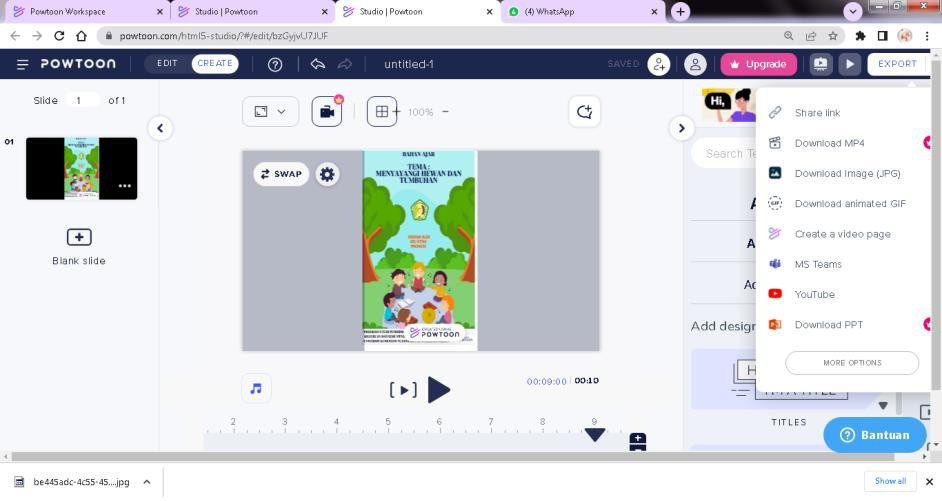 Powtoon Workspace
Studio | Powtoon
Studio | Powtoon
(4) WhatsApp
powtoon.com/html5-studio/?#/edit/bzGyjvU7JUF
POWTOON
EDIT
CREATE
untitled-1
SAVED
Upgrade
EXPORT
Slide 1 of 1
100%
Hi,
Share link
Download MP4
Download Image (JPG)
Download animated GIF
Create a video page
MS Teams
YouTube
Download PPT
MORE OPTIONS
01
SWAP
BAHAN AJAR
TEMA :
MENYAYANGI HEWAN DAN
TUMBUHAN
CREATED USING
POWTOON
Blank slide
Search Te
A
A
Ad
Add design
H
TITLES
00:09:00 00:10
2 3 4 5 6 7 8 9
Bantuan
be445adc-4c55-45....jpg
Show all